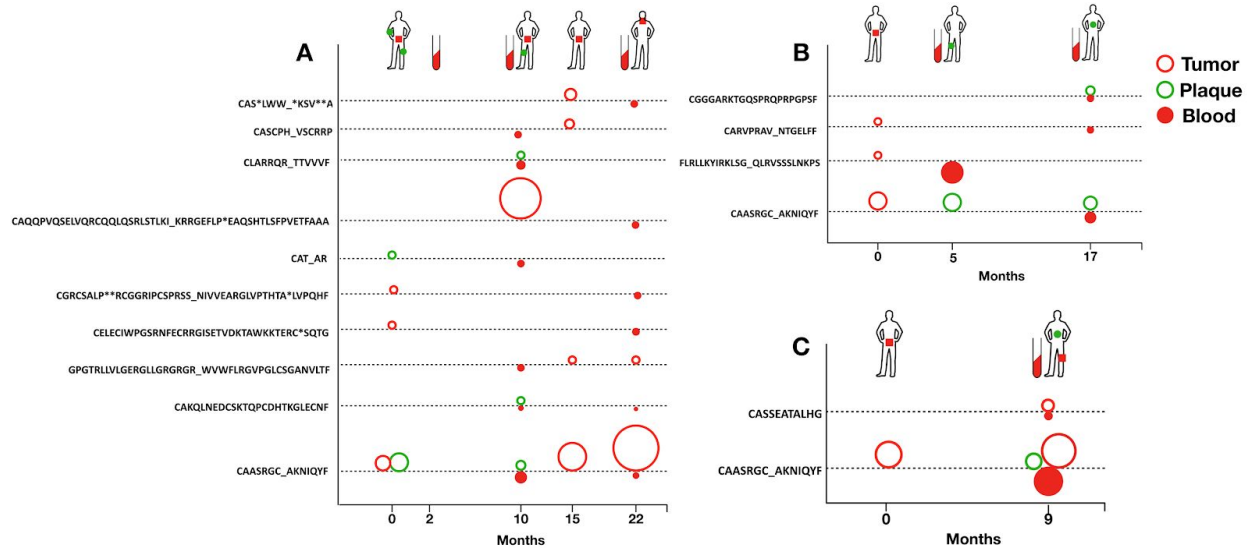 A
CAS*LWW_*KSV**A
CASCPH_VSCRRP
CLARRQR_TTVVVF
CAQQPVQSELVQRCQQLQSRLSTLKI_KRRGEFLP*EAQSHTLSFPVETFAAA
CAT_AR
CGRCSALP**RCGGRIPCSPRSS_NIVVEARGLVPTHTA*LVPQHF
CELECIWPGSRNFECRRGISETVDKTAWKKTERC*SQTG
GPGTRLLVLGERGLLGRGRGR_WVWFLRGVPGLCSGANVLTF
CAKQLNEDCSKTQPCDHTKGLECNF
CAASRGC_AKNIQYF
0 2 10 15 22
Months
B
CGGGARKTGQSPRQPRPGPSF
CARVPRAV_NTGELFF
FLRLLKYIRKLSG_QLRVSSSLNKPS
CAASRGC_AKNIQYF
0 5 17
Months
Tumor
Plaque
Blood
C
CASSEATALHG
CAASRGC_AKNIQYF
0 9
Months